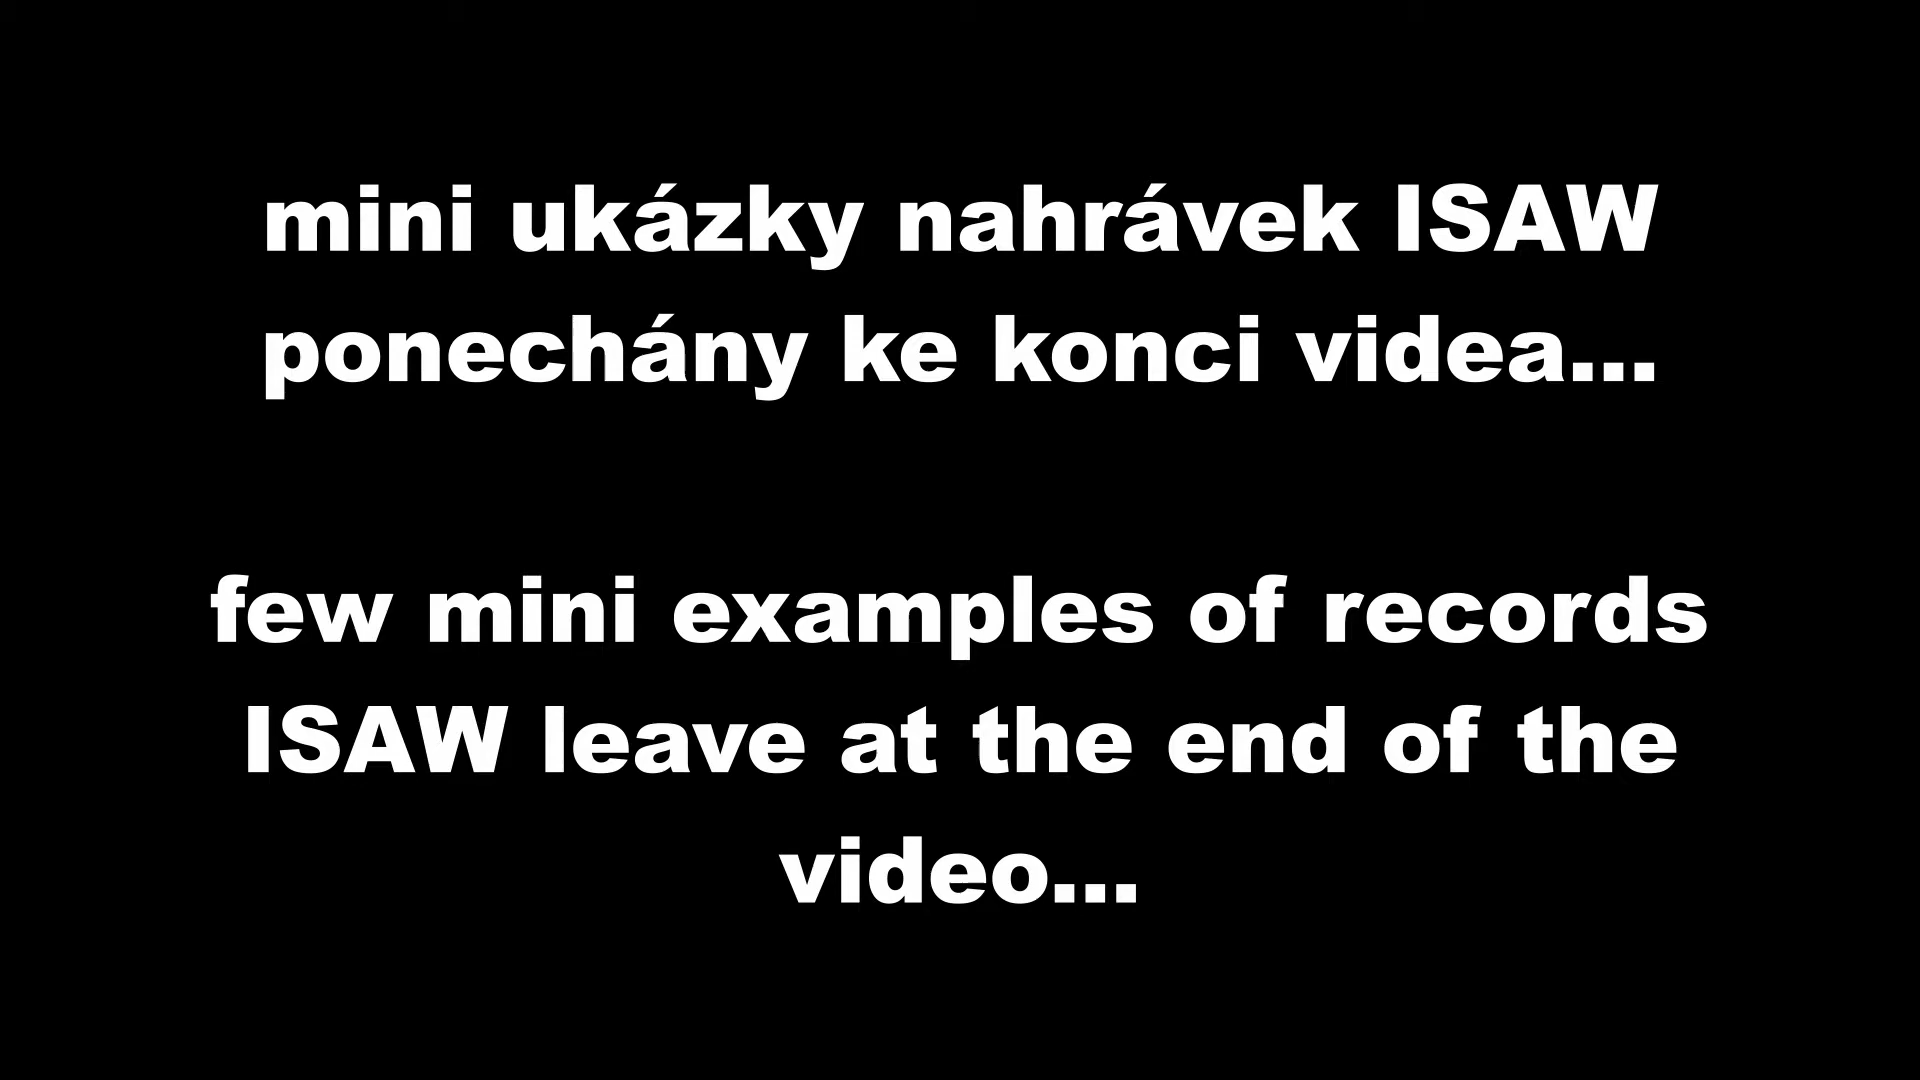 mini ukázky nahrávek ISAW
ponechány ke konci videa...
few mini examples of records
ISAW leave at the end of the
video...